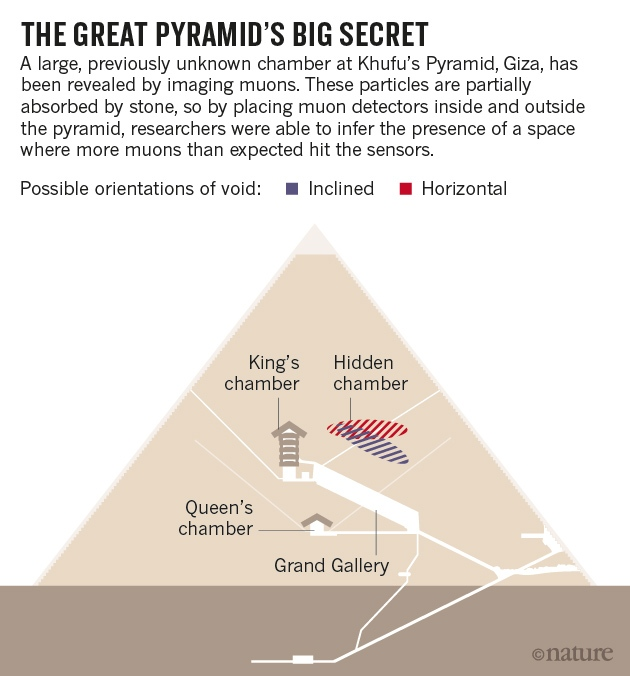 THE GREAT PYRAMID’S BIG SECRET
A large, previously unknown chamber at Khufu’s Pyramid, Giza, has
been revealed by imaging muons. These particles are partially
absorbed by stone, so by placing muon detectors inside and outside
the pyramid, researchers were able to infer the presence of a space
where more muons than expected hit the sensors.
Possible orientations of void: Inclined Horizontal
King’s
chamber
Hidden
chamber
Queen’s
chamber
Grand Gallery
©nature